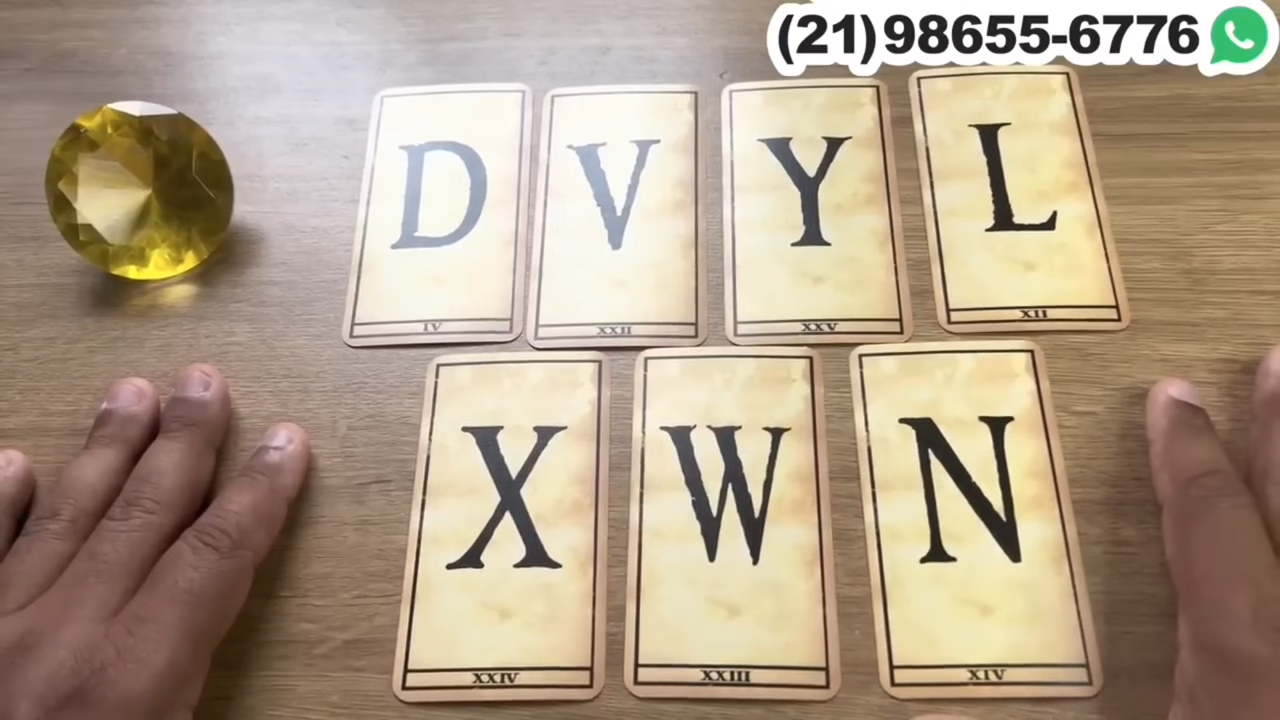 (21)98655-6776
D V Y L
IV XXII XXV XII
X W N
XXIV XXIII XIV